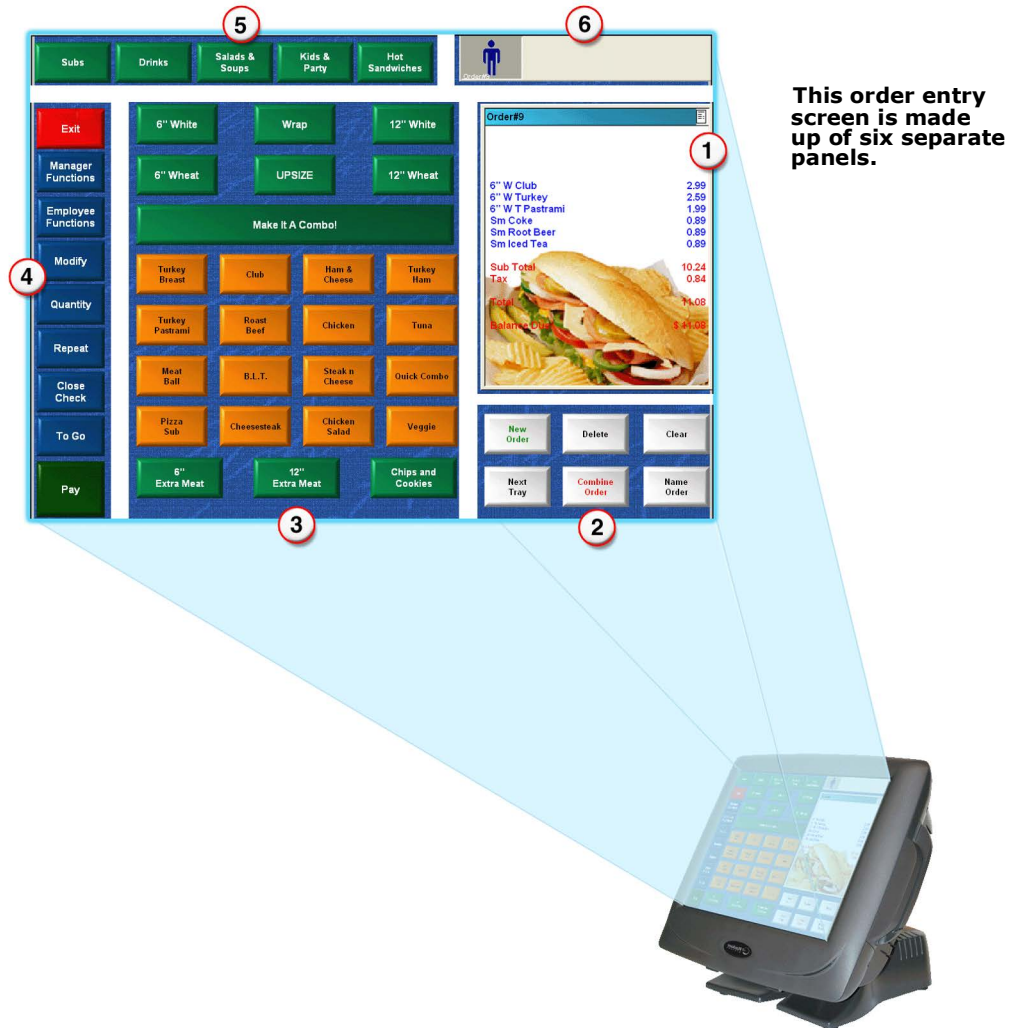 5
6
Subs
Drinks
Salads &
Soups
Kids &
Party
Hot
Sandwiches
Order#9
This order entry
screen is made
up of six separate
panels.
Exit
Manager
Functions
Employee
Functions
4
Modify
Quantity
Repeat
Close
Check
To Go
Pay
6" White
Wrap
12" White
6" Wheat
UPSIZE
12" Wheat
Make It A Combo!
Turkey
Breast
Club
Ham &
Cheese
Turkey
Ham
Turkey
Pastrami
Roast
Beef
Chicken
Tuna
Meat
Ball
B.L.T.
Steak n
Cheese
Quick Combo
Pizza
Sub
Cheesesteak
Chicken
Salad
Veggie
6"
Extra Meat
12"
Extra Meat
Chips and
Cookies
3
Order#9
1
6" W Club 2.99
6" W Turkey 2.59
6" W T Pastrami 1.99
Sm Coke 0.89
Sm Root Beer 0.89
Sm Iced Tea 0.89
Sub Total 10.24
Tax 0.84
Total 11.08
Balance Due $ 11.08
New
Order
Delete
Clear
Next
Tray
Combine
Order
Name
Order
2